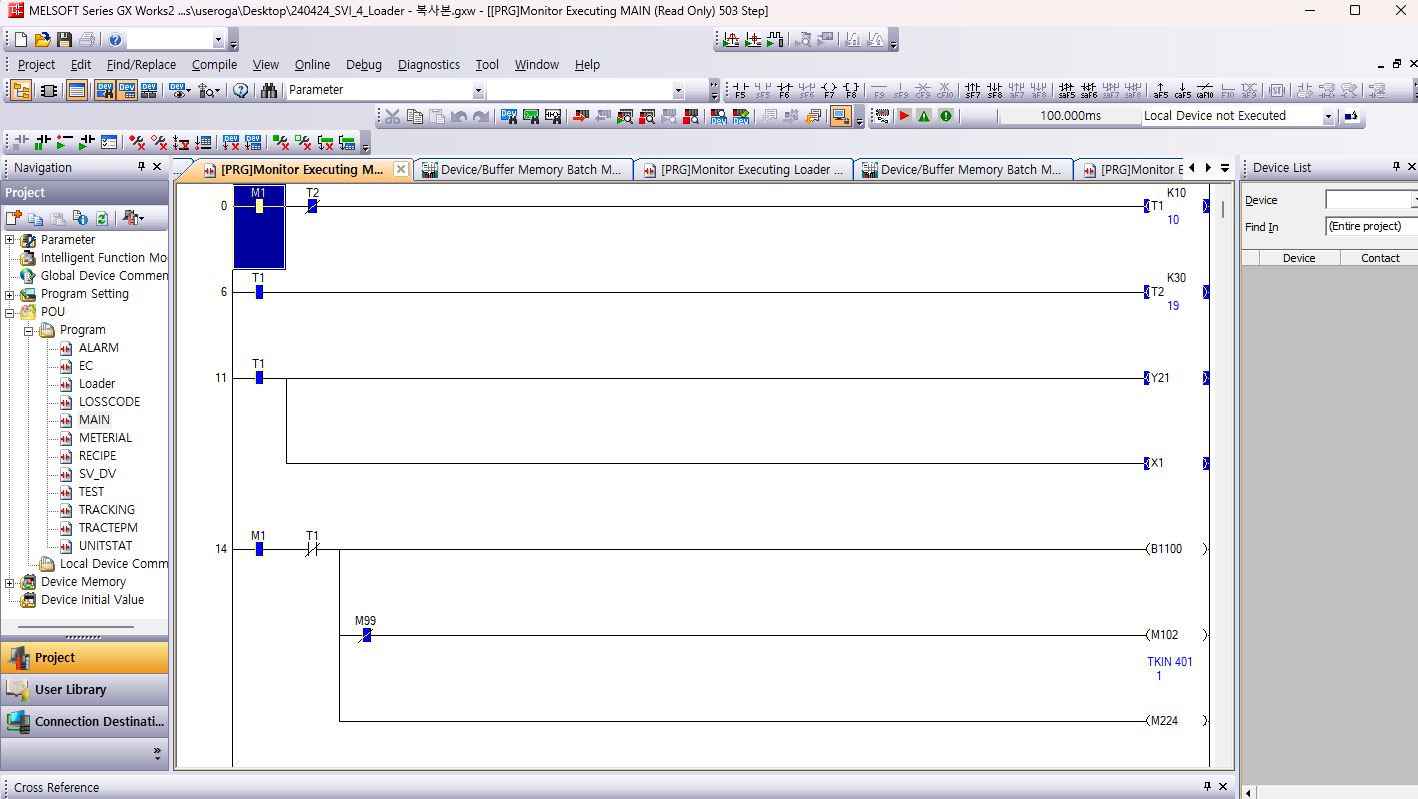 MELSOFT Series GX Works2 ...s\useroga\Desktop\240424_SVI_4_Loader - 복사본.gxw - [[PRG]Monitor Executing MAIN (Read Only) 503 Step]
Project Edit Find/Replace Compile View Online Debug Diagnostics Tool Window Help
Parameter
100.000ms Local Device not Executed
Navigation
[PRG]Monitor Executing M... Device/Buffer Memory Batch M... [PRG]Monitor Executing Loader ... Device/Buffer Memory Batch M... [PRG]Monitor E
Device List
Project
Parameter
Intelligent Function Mo
Global Device Commen
Program Setting
POU
Program
ALARM
EC
Loader
LOSSCODE
MAIN
METERIAL
RECIPE
SV_DV
TEST
TRACKING
TRACTEPM
UNITSTAT
Local Device Comm
Device Memory
Device Initial Value
Project
User Library
Connection Destinati...
M1 T2 K10
0 T1
10
T1 K30
6 T2
19
T1
11 Y21
X1
M1 T1
14 B1100
M99
M102
TKIN 401
1
M224
Device
Find In (Entire project)
Device Contact
Cross Reference